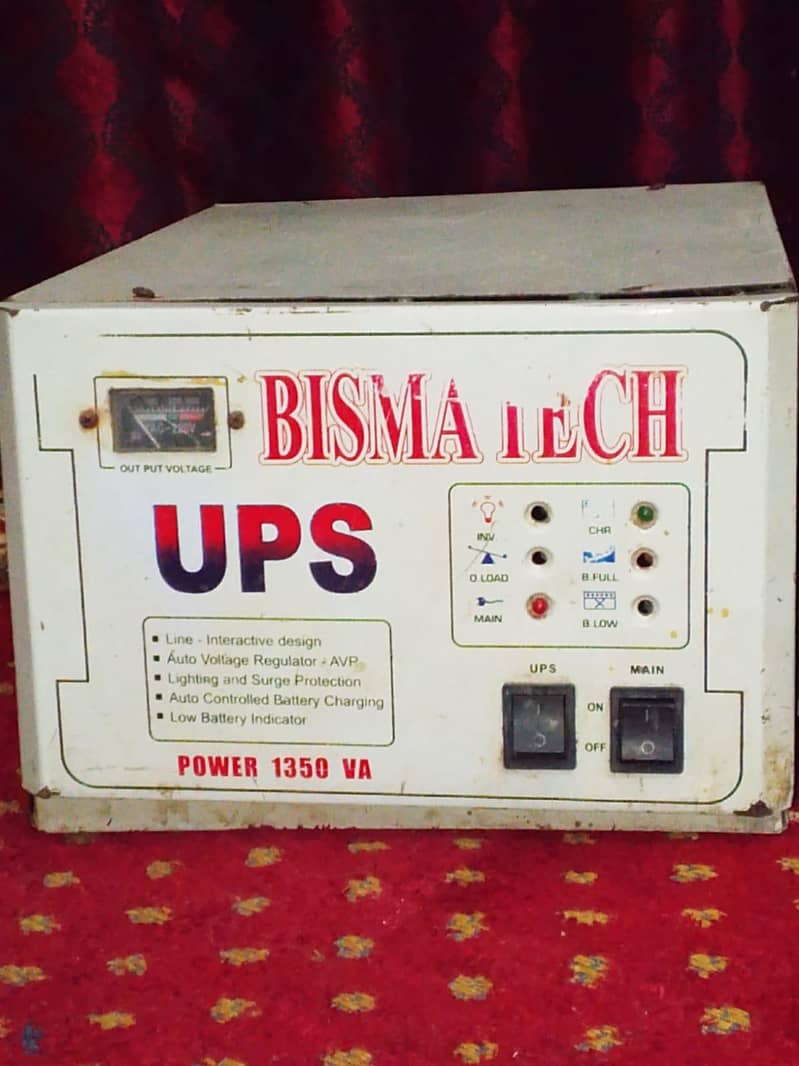 BISMA TECH
OUT PUT VOLTAGE
UPS
INV.
CHR
O.LOAD
B.FULL
MAIN
B.LOW
Line - Interactive design
Auto Voltage Regulator - AVR
Lighting and Surge Protection
Auto Controlled Battery Charging
Low Battery Indicator
UPS
MAIN
ON
OFF
POWER 1350 VA